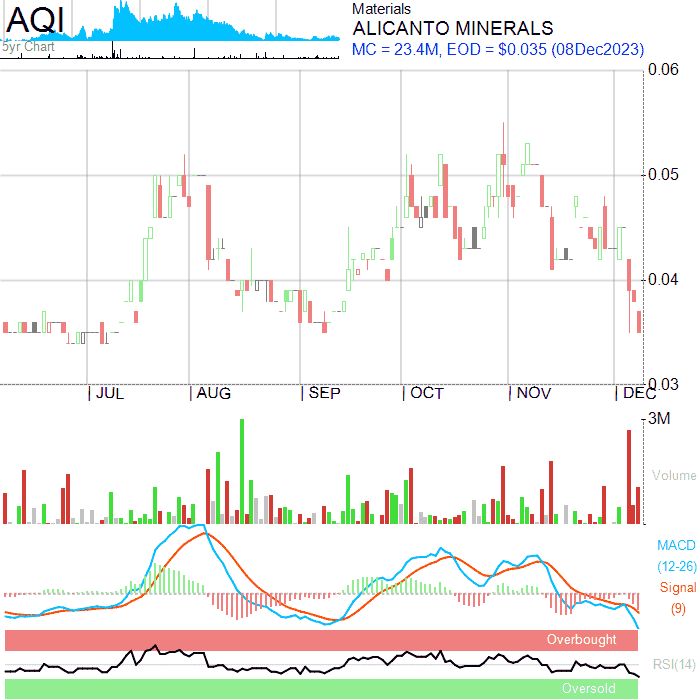 AQI
5yr Chart
Materials
ALICANTO MINERALS
MC = 23.4M, EOD = $0.035 (08Dec2023)
0.06
0.05
0.04
0.03
JUL AUG SEP OCT NOV DEC
3M
Volume
MACD
(12-26)
Signal
(9)
Overbought
RSI(14)
Oversold